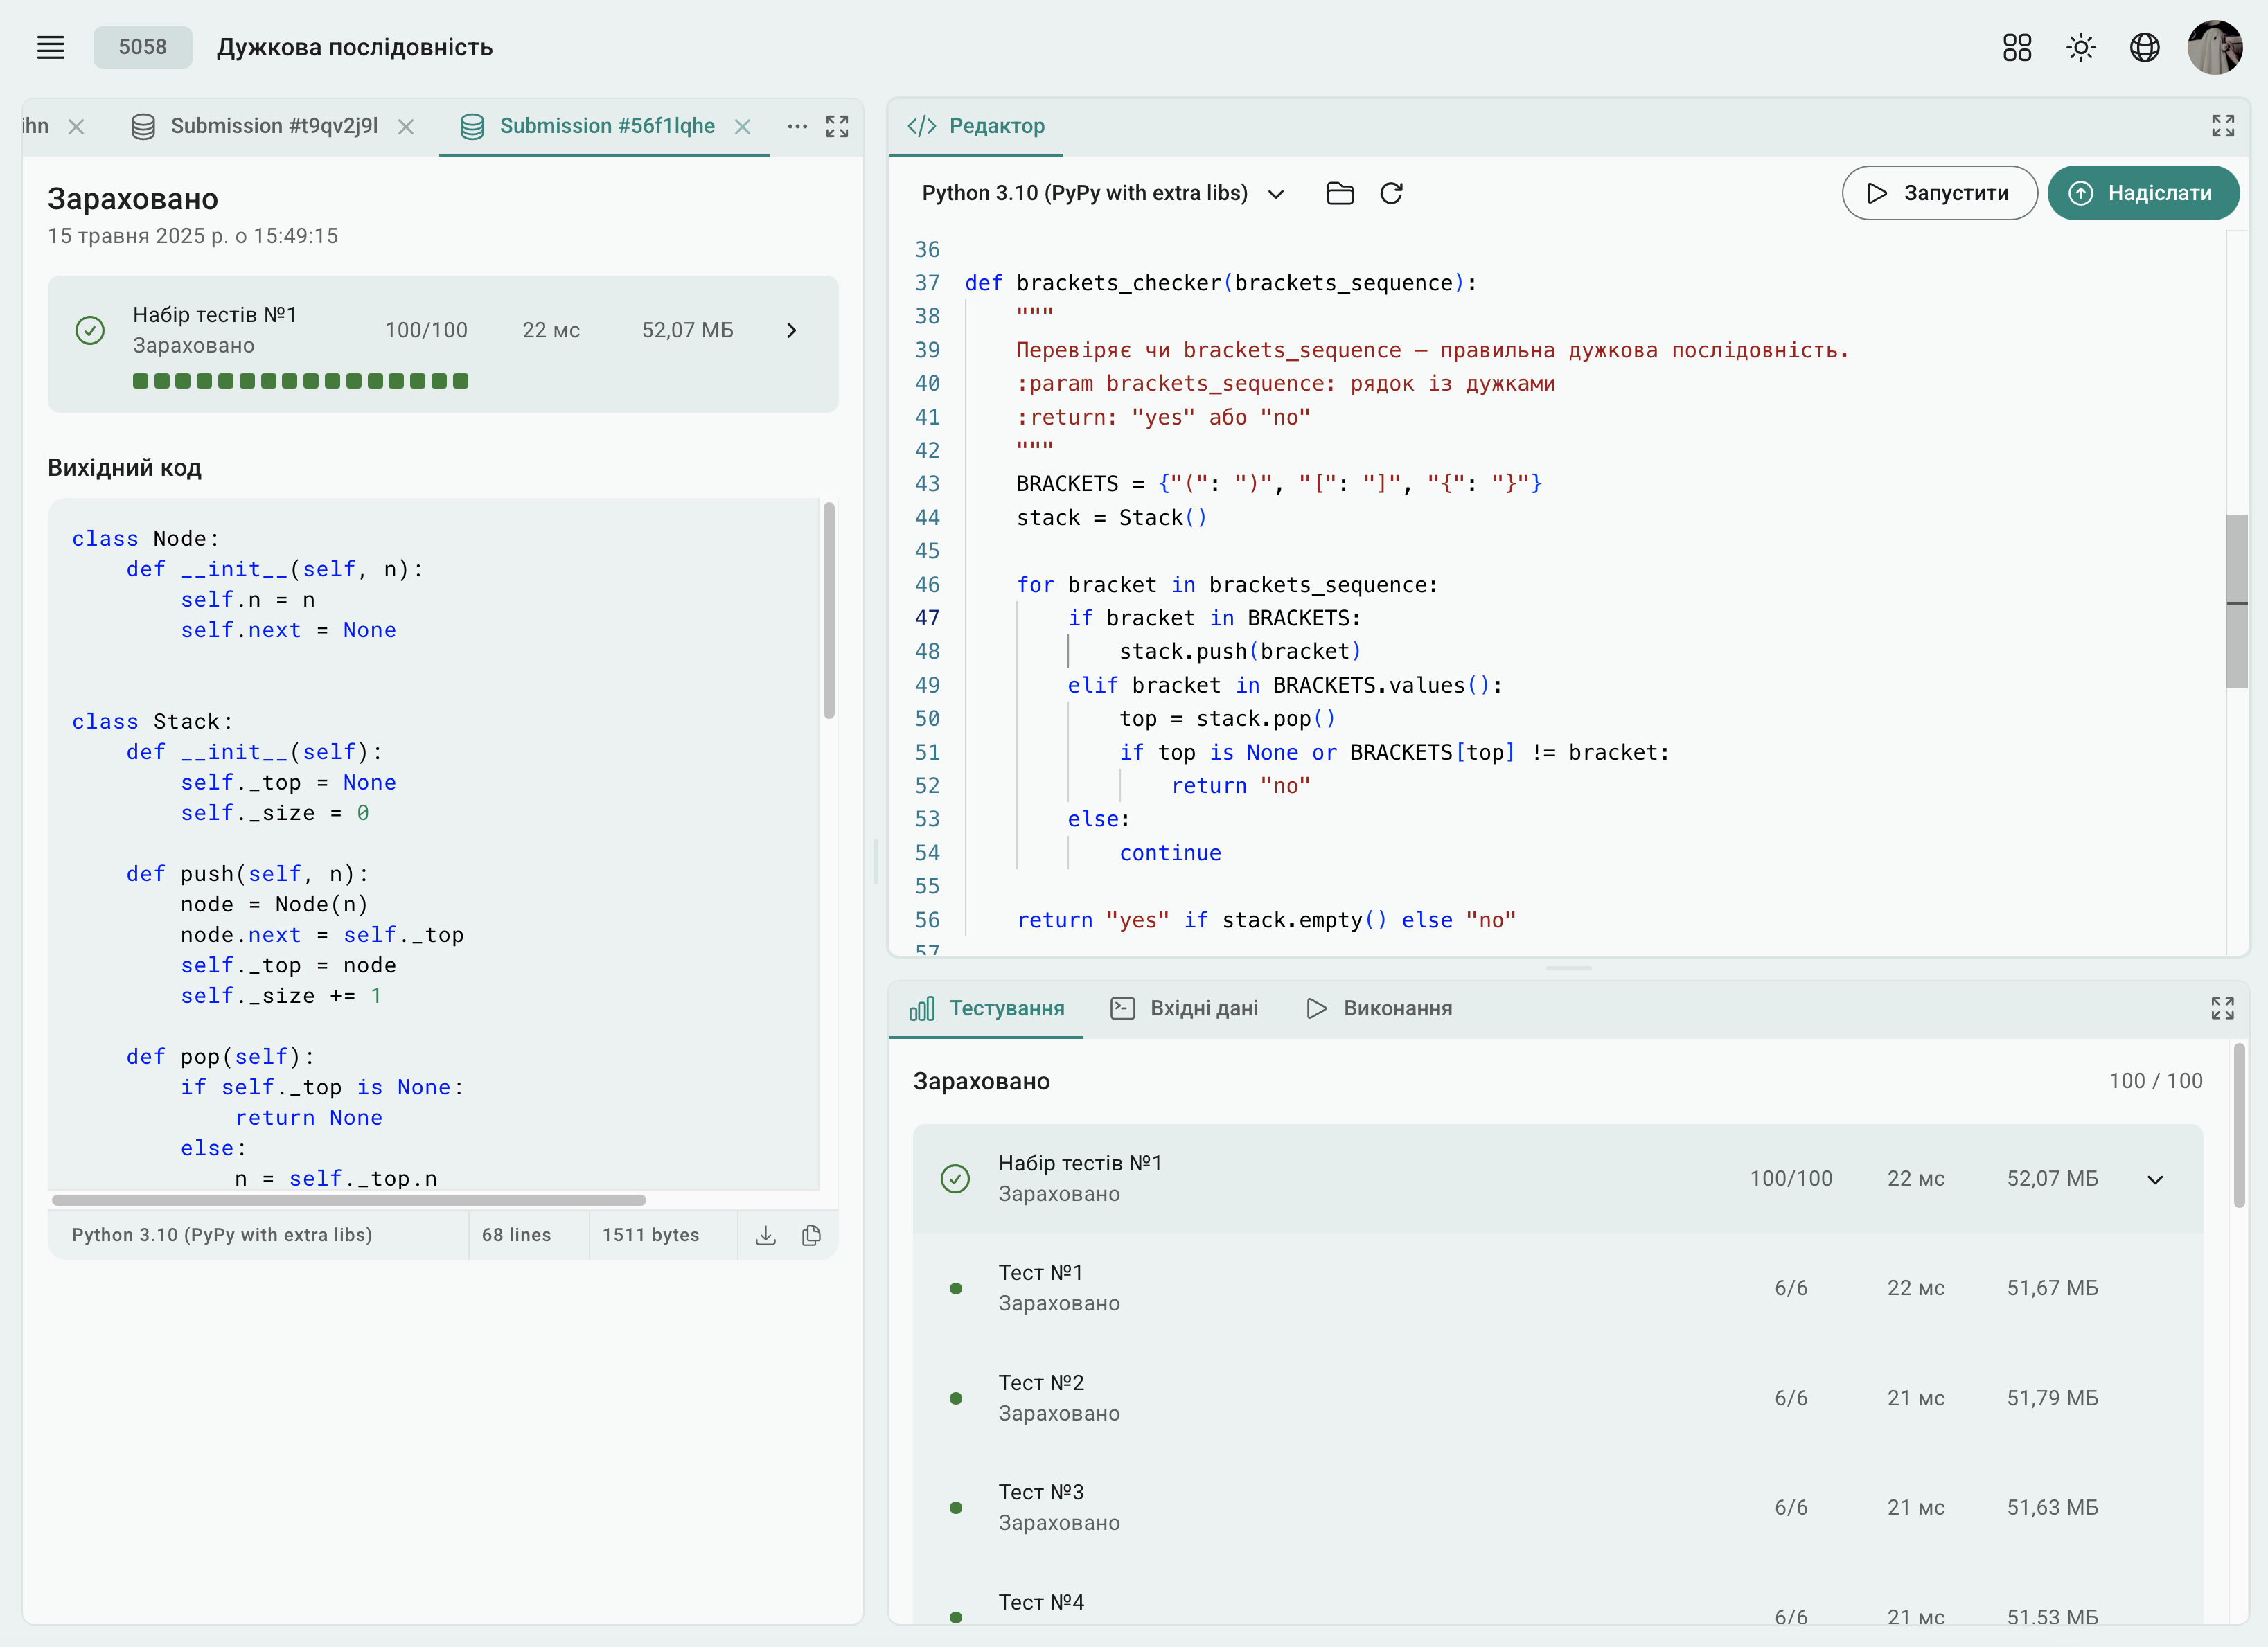 5058
Дужкова послідовність
ihn
Submission #t9qv2j9l
Submission #56f1lqhe
Зараховано
15 травня 2025 р. о 15:49:15
Набір тестів №1
Зараховано
100/100
22 мс
52,07 МБ
Вихідний код
class Node:
    def __init__(self, n):
        self.n = n
        self.next = None
class Stack:
    def __init__(self):
        self._top = None
        self._size = 0
    def push(self, n):
        node = Node(n)
        node.next = self._top
        self._top = node
        self._size += 1
    def pop(self):
        if self._top is None:
            return None
        else:
            n = self._top.n
Python 3.10 (PyPy with extra libs)
68 lines
1511 bytes
Редактор
Python 3.10 (PyPy with extra libs)
Запустити
Надіслати
36
37 def brackets_checker(brackets_sequence):
38     """
39     Перевіряє чи brackets_sequence – правильна дужкова послідовність.
40     :param brackets_sequence: рядок із дужками
41     :return: "yes" або "no"
42     """
43     BRACKETS = {"(": ")", "[": "]", "{": "}"}
44     stack = Stack()
45
46     for bracket in brackets_sequence:
47         if bracket in BRACKETS:
48             stack.push(bracket)
49         elif bracket in BRACKETS.values():
50             top = stack.pop()
51             if top is None or BRACKETS[top] != bracket:
52                 return "no"
53         else:
54             continue
55
56     return "yes" if stack.empty() else "no"
57
Тестування
Вхідні дані
Виконання
Зараховано
100 / 100
Набір тестів №1
Зараховано
100/100
22 мс
52,07 МБ
Тест №1
Зараховано
6/6
22 мс
51,67 МБ
Тест №2
Зараховано
6/6
21 мс
51,79 МБ
Тест №3
Зараховано
6/6
21 мс
51,63 МБ
Тест №4
6/6
21 мс
51,53 МБ